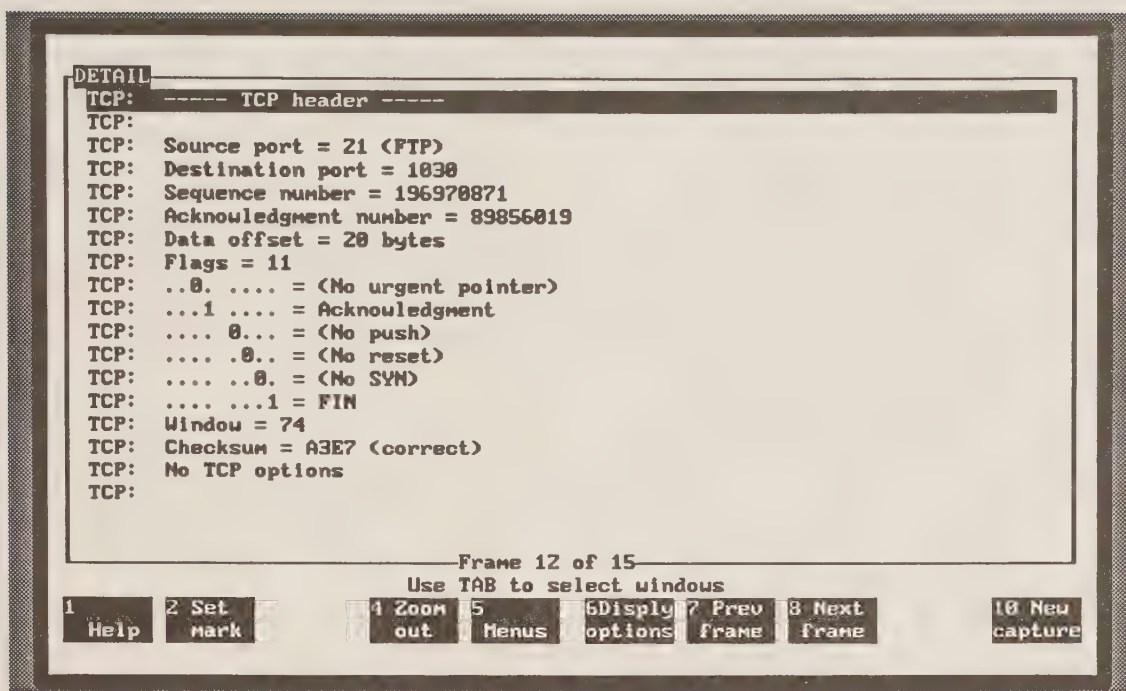 DETAIL
TCP: ----- TCP header -----
TCP:
TCP: Source port = 21 (FTP)
TCP: Destination port = 1030
TCP: Sequence number = 196970871
TCP: Acknowledgment number = 89856019
TCP: Data offset = 20 bytes
TCP: Flags = 11
TCP: ..0. .... = (No urgent pointer)
TCP: ...1 .... = Acknowledgment
TCP: .... 0... = (No push)
TCP: .... .0.. = (No reset)
TCP: .... ..0. = (No SYN)
TCP: .... ...1 = FIN
TCP: Window = 74
TCP: Checksum = A3E7 (correct)
TCP: No TCP options
TCP:
Frame 12 of 15
Use TAB to select windows
1 2 Set 4 Zoom 5 6Disply 7 Prev 8 Next 10 New
Help mark out Menus options frame frame capture